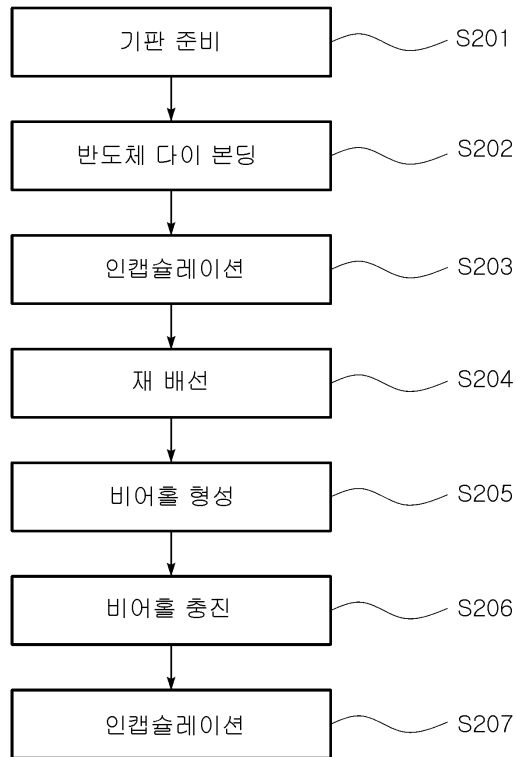 기판 준비 S201
반도체 다이 본딩 S202
인캡슐레이션 S203
재 배선 S204
비어홀 형성 S205
비어홀 충진 S206
인캡슐레이션 S207